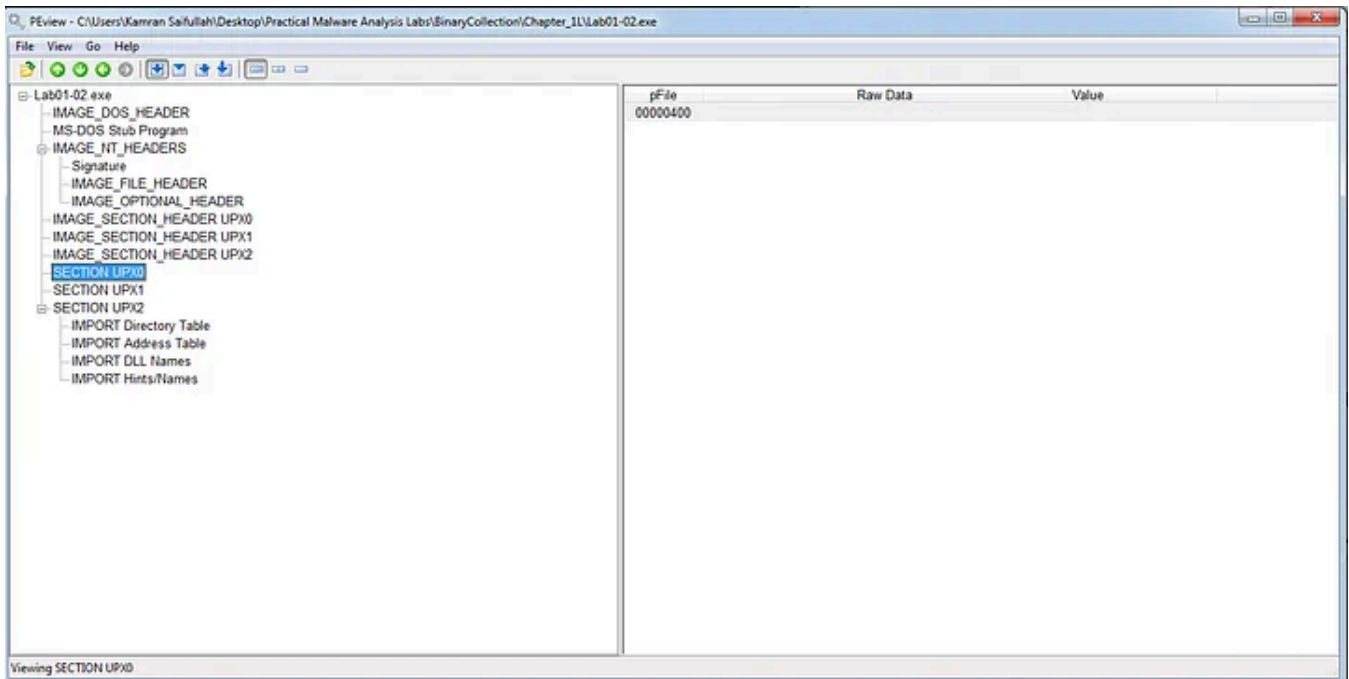 PEview - C:\Users\Kamran Saifullah\Desktop\Practical Malware Analysis Labs\BinaryCollection\Chapter_1L\Lab01-02.exe
File View Go Help
Lab01-02.exe
IMAGE_DOS_HEADER
MS-DOS Stub Program
IMAGE_NT_HEADERS
Signature
IMAGE_FILE_HEADER
IMAGE_OPTIONAL_HEADER
IMAGE_SECTION_HEADER UPX0
IMAGE_SECTION_HEADER UPX1
IMAGE_SECTION_HEADER UPX2
SECTION UPX0
SECTION UPX1
SECTION UPX2
IMPORT Directory Table
IMPORT Address Table
IMPORT DLL Names
IMPORT Hints/Names
pFile Raw Data Value
00000400
Viewing SECTION UPX0